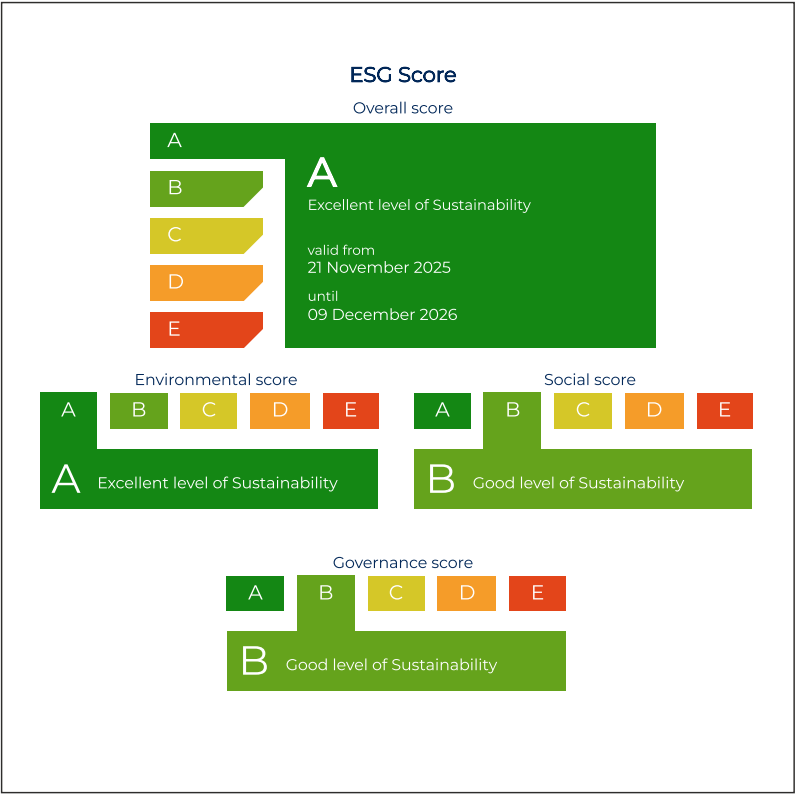 ESG Score
Overall score
A
B
C
D
E
A
Excellent level of Sustainability
valid from
21 November 2025
until
09 December 2026
Environmental score
A B C D E
A Excellent level of Sustainability
Social score
A B C D E
B Good level of Sustainability
Governance score
A B C D E
B Good level of Sustainability